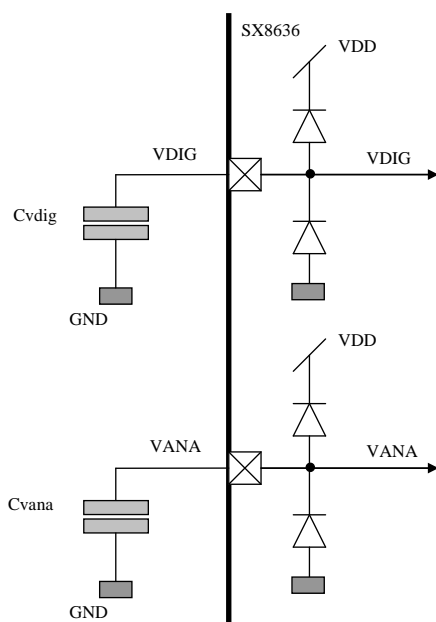 SX8636
VDD
VDIG
VDIG
Cvdig
GND
VDD
VANA
VANA
Cvana
GND